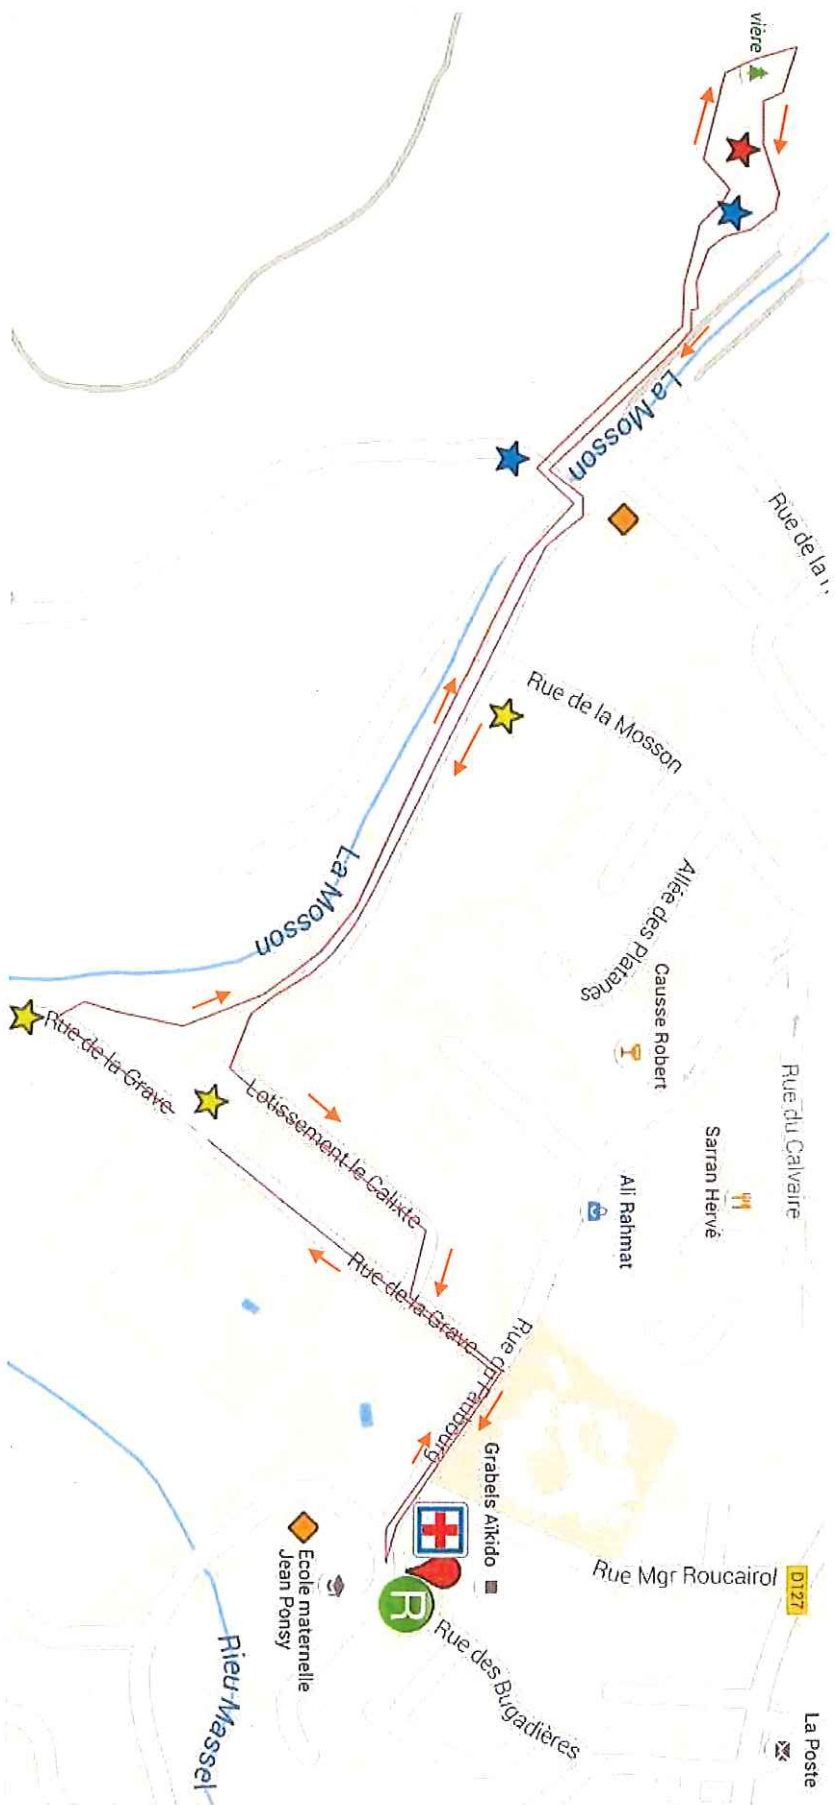 vière
La Mosson
Rue de la
Rue de la Mosson
La Mosson
Allée des Platanes
Causse Robert
Rue du Calvaire
Sarran Hervé
Ali Rahmat
Rue de la Grave
Lotissement le Calixte
Rue de la Grave
Rue du Faubourg
Grabels Aïkido
Rue Mgr Roucairol
D127
R
Ecole maternelle
Jean Ponsy
Rue des Bugadières
Rieu-Massel
La Poste